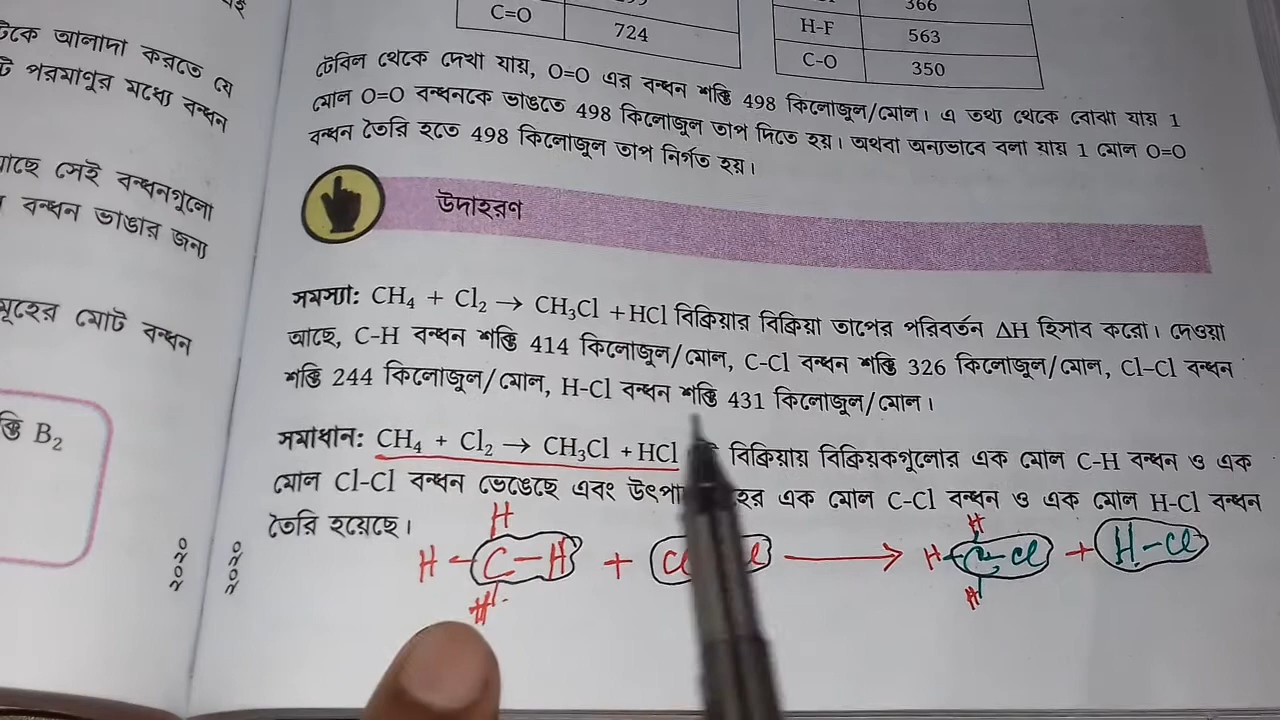 C=O
724
366
H-F
563
C-O
350
টেবিল থেকে দেখা যায়, O=O এর বন্ধন শক্তি 498 কিলোজুল/মোল। এ তথ্য থেকে বোঝা যায় 1
মোল O=O বন্ধনকে ভাঙতে 498 কিলোজুল তাপ দিতে হয়। অথবা অন্যভাবে বলা যায় 1 মোল O=O
বন্ধন তৈরি হতে 498 কিলোজুল তাপ নির্গত হয়।
টিকে আলাদা করতে যে
টি পরমাণুর মধ্যে বন্ধন
আছে সেই বন্ধনগুলো
বন্ধন ভাঙার জন্য
মূহের মোট বন্ধন
ক্তি B₂
উদাহরণ
সমস্যা: CH₄ + Cl₂ → CH₃Cl + HCl বিক্রিয়ার বিক্রিয়া তাপের পরিবর্তন ΔH হিসাব করো। দেওয়া
আছে, C-H বন্ধন শক্তি 414 কিলোজুল/মোল, C-Cl বন্ধন শক্তি 326 কিলোজুল/মোল, Cl-Cl বন্ধন
শক্তি 244 কিলোজুল/মোল, H-Cl বন্ধন শক্তি 431 কিলোজুল/মোল।
সমাধান: CH₄ + Cl₂ → CH₃Cl + HCl বিক্রিয়ায় বিক্রিয়কগুলোর এক মোল C-H বন্ধন ও এক
মোল Cl-Cl বন্ধন ভেঙেছে এবং এক মোল C-Cl বন্ধন ও এক মোল H-Cl বন্ধন
তৈরি হয়েছে।
H H
H - C - H + → H - C - Cl + H - Cl
H H
২০২০
২০২০